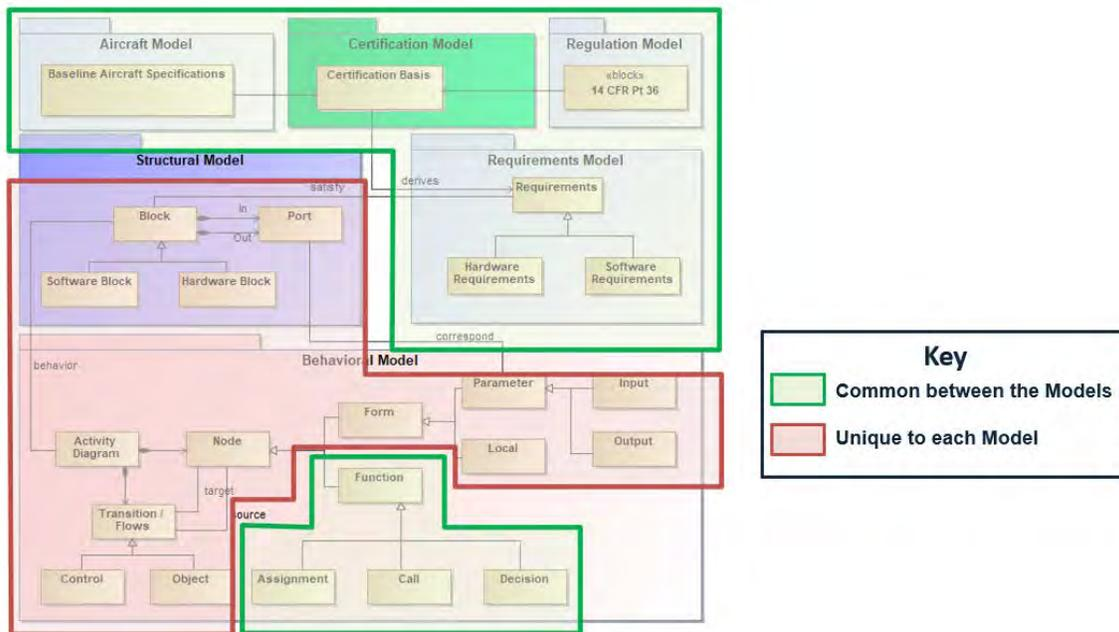 Aircraft Model
Certification Model
Regulation Model
Baseline Aircraft Specifications
Certification Basis
«block»
14 CFR Pt 36
Structural Model
Requirements Model
satisfy
derives
Requirements
Block
In
Out
Port
Software Block
Hardware Block
Hardware
Requirements
Software
Requirements
correspond
behavior
Behavioral Model
Parameter
Input
Form
Activity
Diagram
Node
Local
Output
target
Function
Transition /
Flows
source
Control
Object
Assignment
Call
Decision
Key
Common between the Models
Unique to each Model